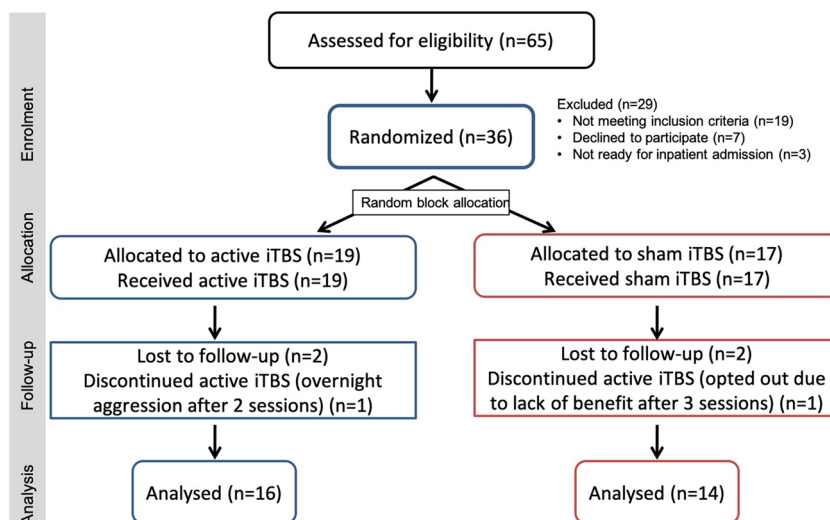 Assessed for eligibility (n=65)
Enrolment
Randomized (n=36)
Excluded (n=29)
• Not meeting inclusion criteria (n=19)
• Declined to participate (n=7)
• Not ready for inpatient admission (n=3)
Random block allocation
Allocation
Allocated to active iTBS (n=19)
Received active iTBS (n=19)
Allocated to sham iTBS (n=17)
Received sham iTBS (n=17)
Follow-up
Lost to follow-up (n=2)
Discontinued active iTBS (overnight
aggression after 2 sessions) (n=1)
Lost to follow-up (n=2)
Discontinued active iTBS (opted out due
to lack of benefit after 3 sessions) (n=1)
Analysis
Analysed (n=16)
Analysed (n=14)